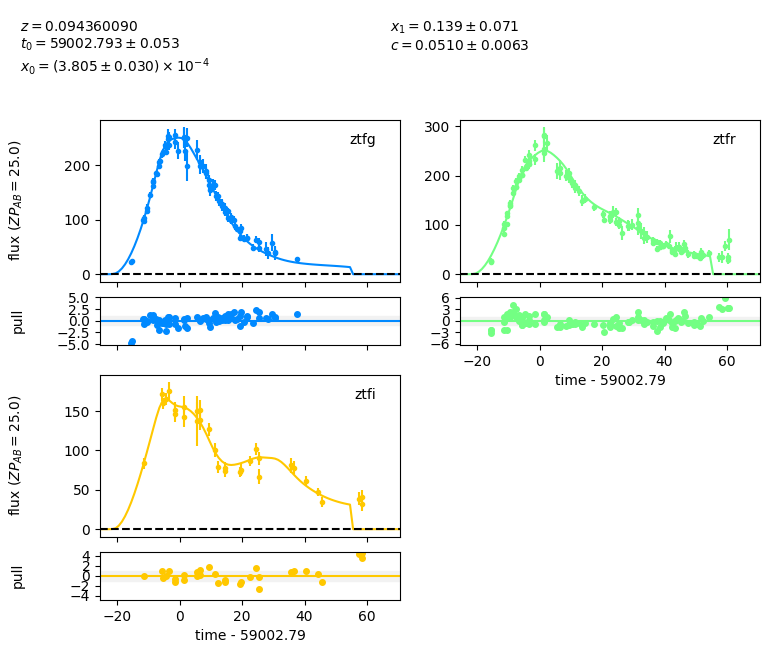 z = 0.094360090
t₀ = 59002.793 ± 0.053
x₀ = (3.805 ± 0.030) × 10⁻⁴
x₁ = 0.139 ± 0.071
c = 0.0510 ± 0.0063
flux (ZP_AB = 25.0)
200
100
0
ztfg
pull
5.0
2.5
0.0
−2.5
−5.0
300
200
100
0
ztfr
6
3
0
−3
−6
−20 0 20 40 60
time - 59002.79
flux (ZP_AB = 25.0)
150
100
50
0
ztfi
pull
4
2
0
−2
−4
−20 0 20 40 60
time - 59002.79